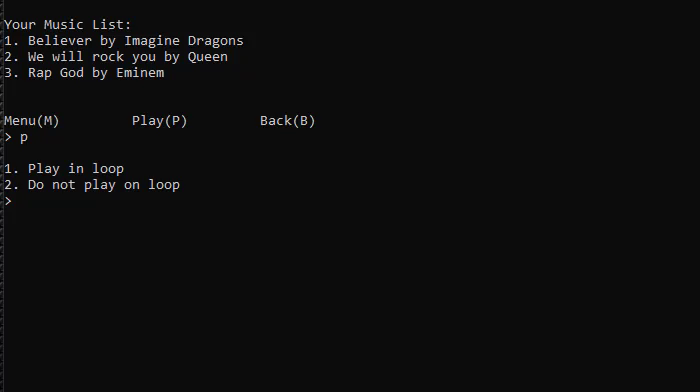 Your Music List:
1. Believer by Imagine Dragons
2. We will rock you by Queen
3. Rap God by Eminem
Menu(M) Play(P) Back(B)
> p
1. Play in loop
2. Do not play on loop
>